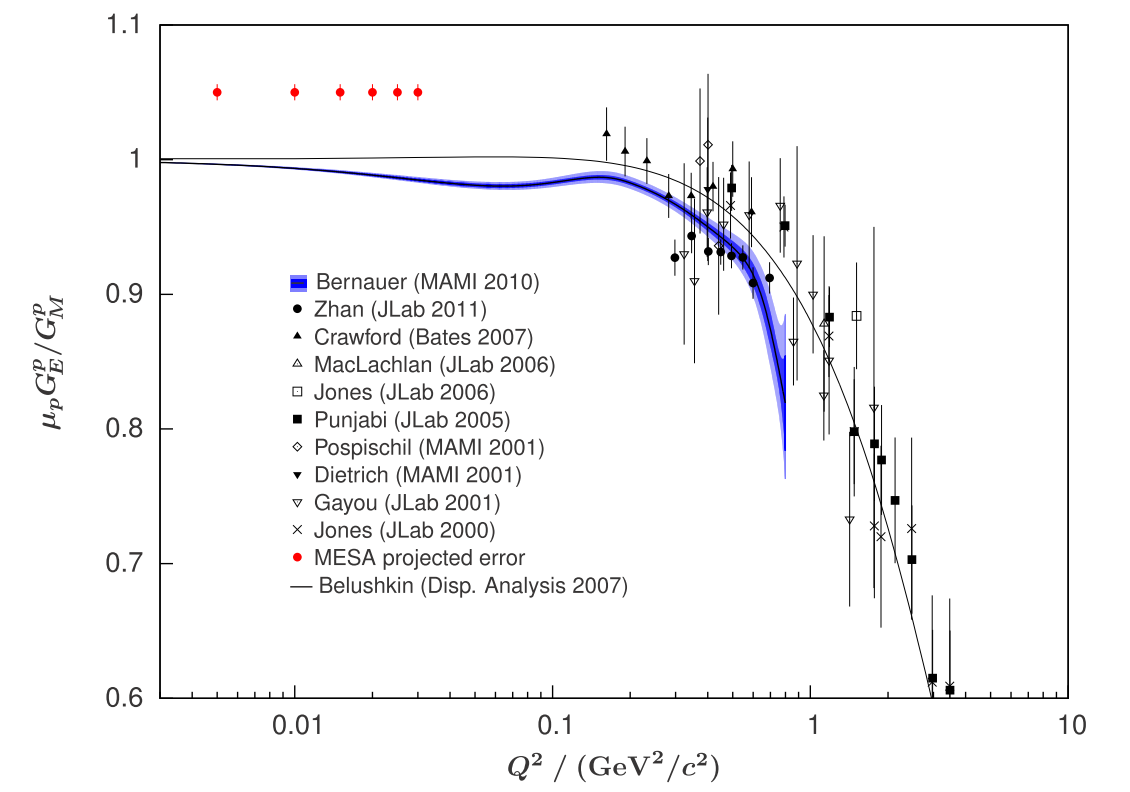 1.1
1
0.9
0.8
0.7
0.6
μₚGᴱᵖ/Gᴹᵖ
Bernauer (MAMI 2010)
Zhan (JLab 2011)
Crawford (Bates 2007)
MacLachlan (JLab 2006)
Jones (JLab 2006)
Punjabi (JLab 2005)
Pospischil (MAMI 2001)
Dietrich (MAMI 2001)
Gayou (JLab 2001)
Jones (JLab 2000)
MESA projected error
Belushkin (Disp. Analysis 2007)
0.01 0.1 1 10
Q² / (GeV²/c²)